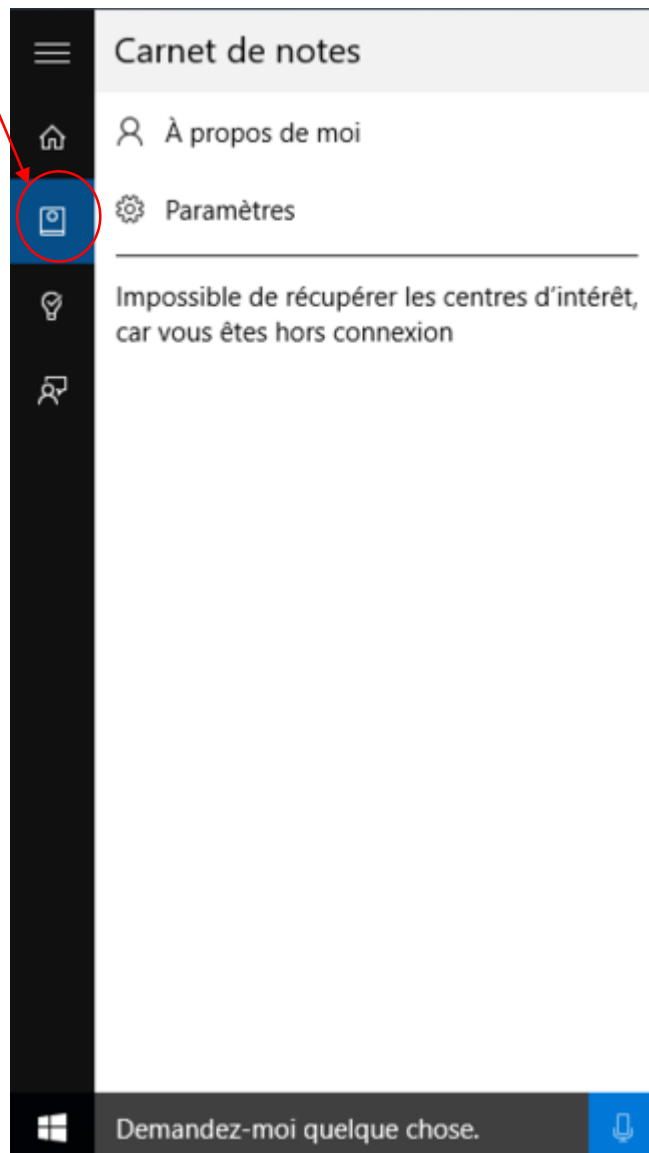 Carnet de notes
À propos de moi
Paramètres
Impossible de récupérer les centres d’intérêt,
car vous êtes hors connexion
Demandez-moi quelque chose.